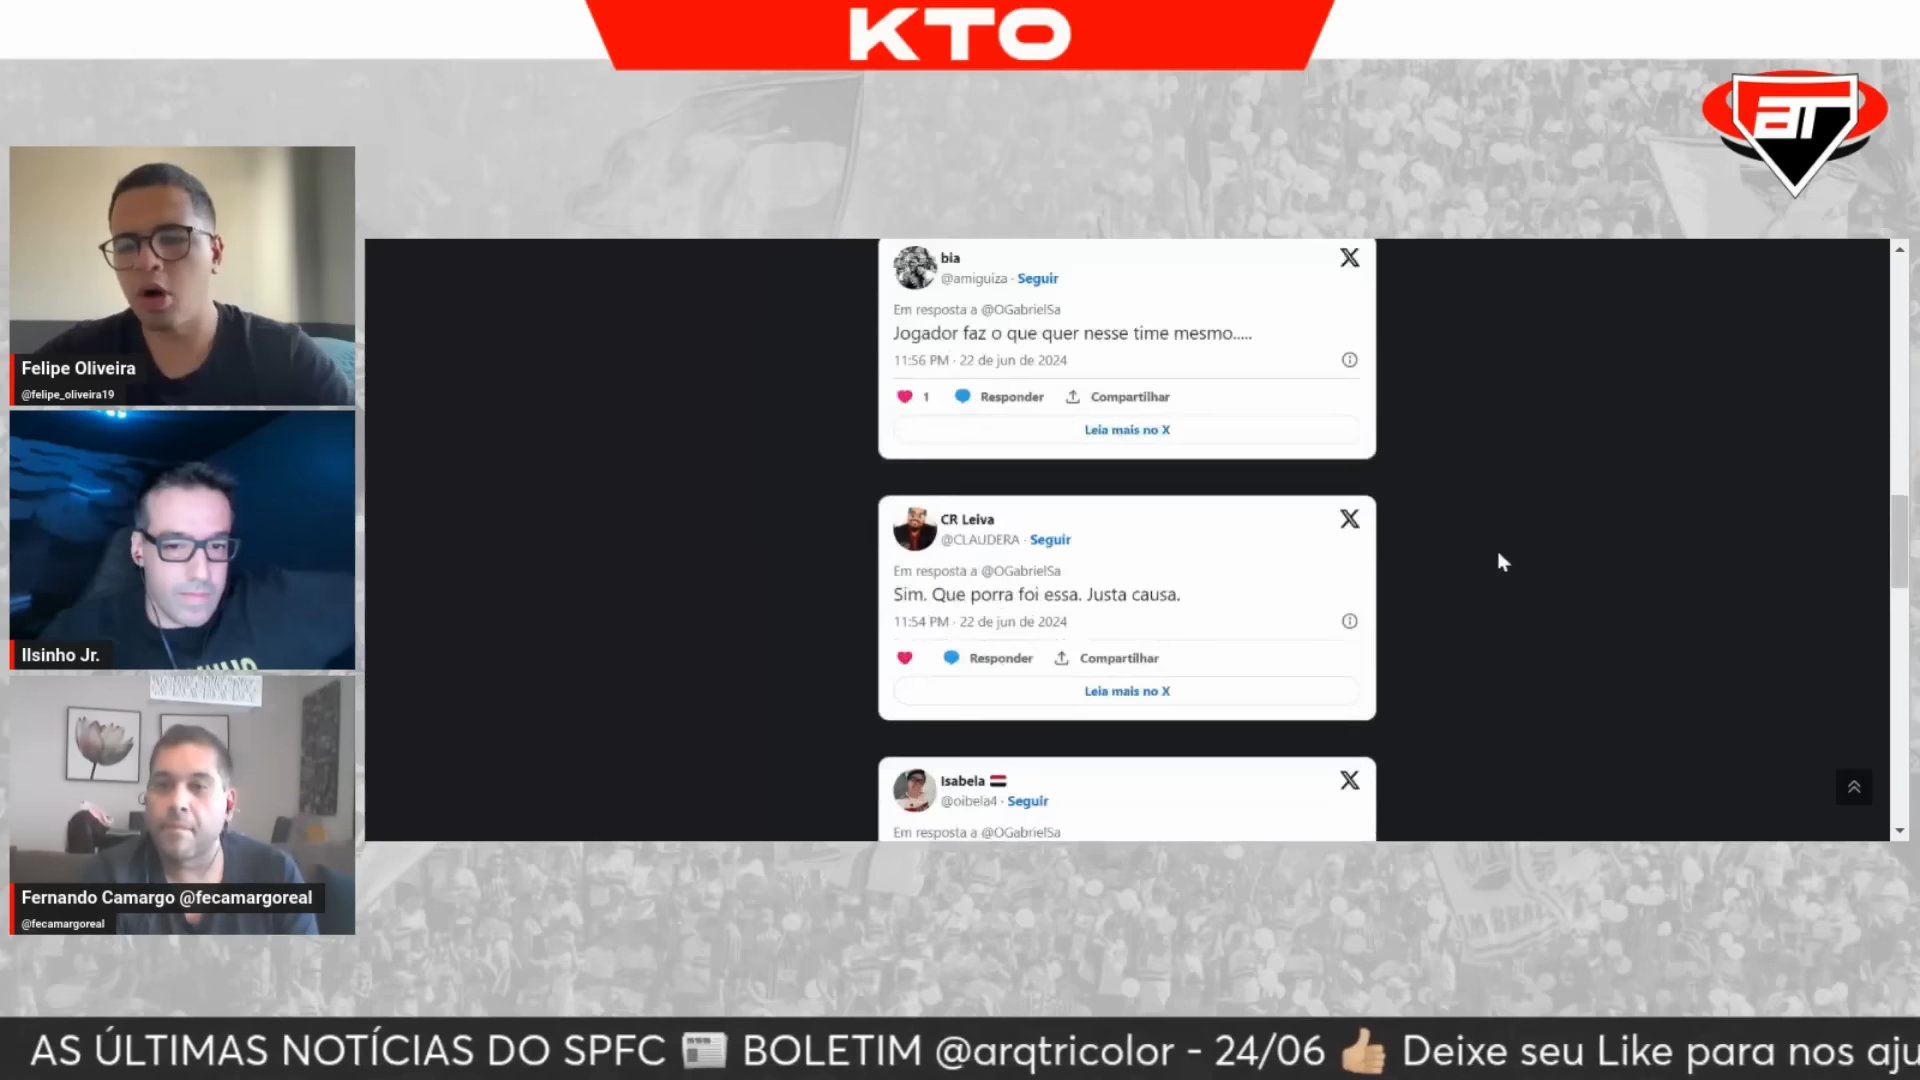 KTO
AT
Felipe Oliveira
@felipe_oliveira19
Ilsinho Jr.
Fernando Camargo @fecamargoreal
@fecamargoreal
bia
@amiguiza · Seguir
Em resposta a @OGabrielSa
Jogador faz o que quer nesse time mesmo.....
11:56 PM · 22 de jun de 2024
1 Responder Compartilhar
Leia mais no X
CR Leiva
@CLAUDERA · Seguir
Em resposta a @OGabrielSa
Sim. Que porra foi essa. Justa causa.
11:54 PM · 22 de jun de 2024
Responder Compartilhar
Leia mais no X
Isabela
@oibela4 · Seguir
Em resposta a @OGabrielSa
AS ÚLTIMAS NOTÍCIAS DO SPFC 📰 BOLETIM @arqtricolor - 24/06 👍🏼 Deixe seu Like para nos aju